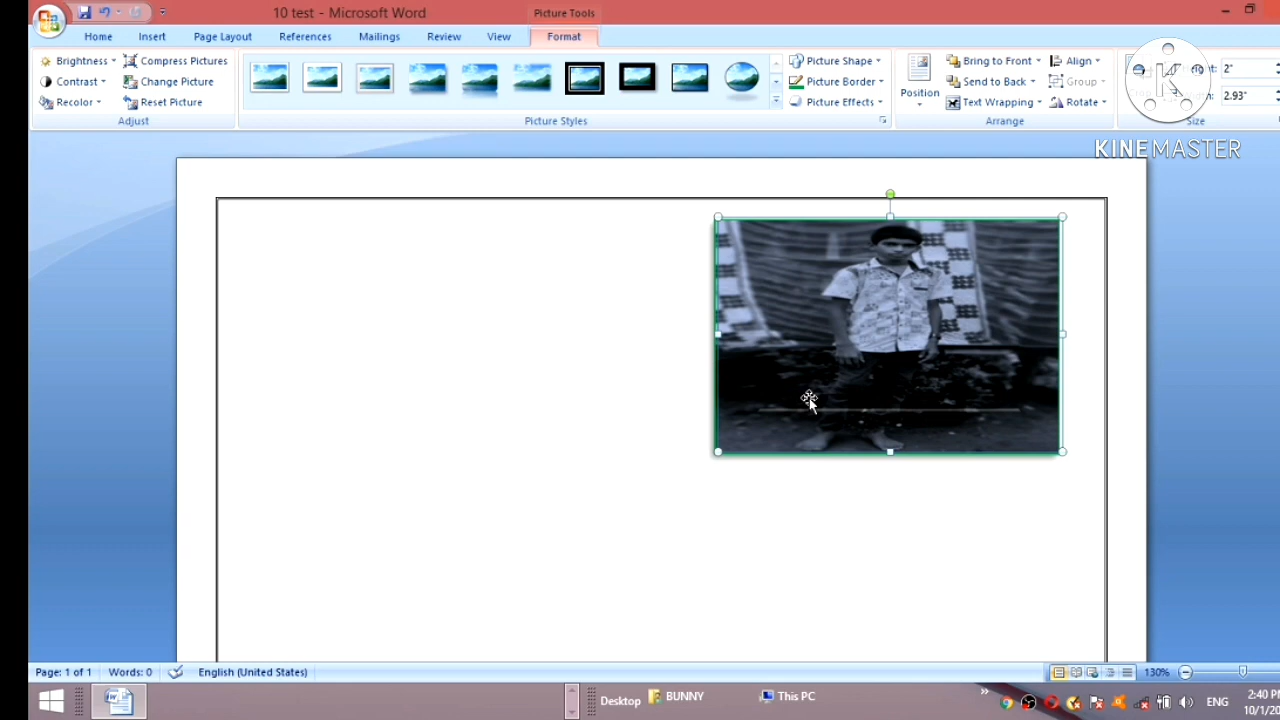 10 test - Microsoft Word
Picture Tools
Home Insert Page Layout References Mailings Review View Format
Brightness Compress Pictures
Contrast Change Picture
Recolor Reset Picture
Adjust
Picture Styles
Picture Shape
Picture Border
Picture Effects
Position
Bring to Front Align
Send to Back Group
Text Wrapping Rotate
Arrange
2"
2.93"
Size
K
KINEMASTER
Page: 1 of 1 Words: 0 English (United States) 130%
Desktop BUNNY This PC ENG 2:40 P
10/1/20